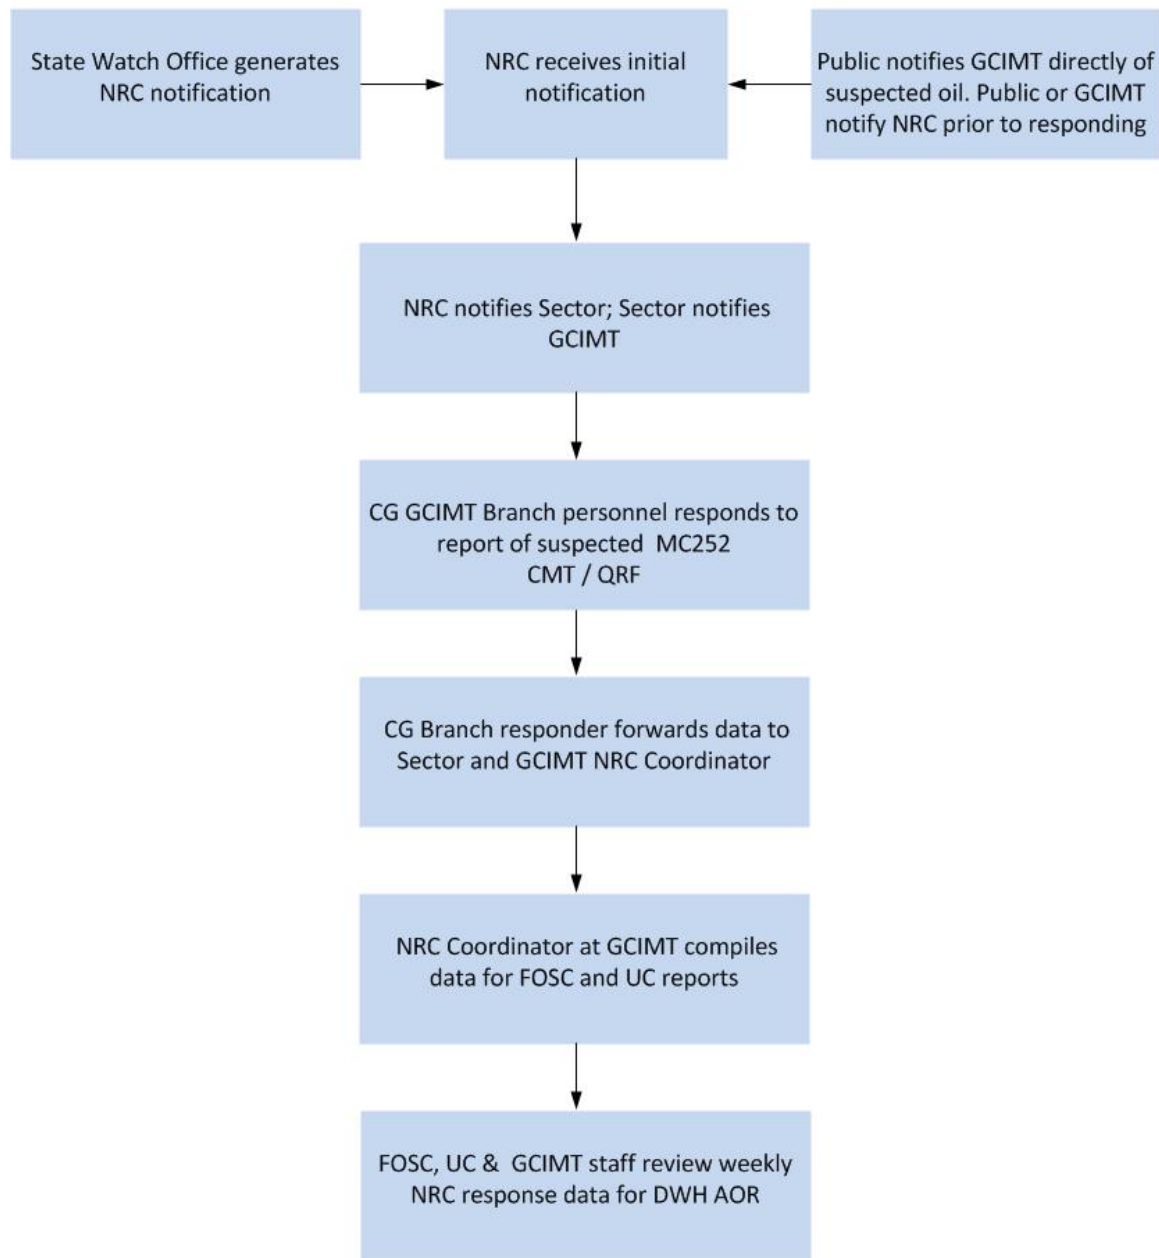 State Watch Office generates
NRC notification
NRC receives initial
notification
Public notifies GCIMT directly of
suspected oil. Public or GCIMT
notify NRC prior to responding
NRC notifies Sector; Sector notifies
GCIMT
CG GCIMT Branch personnel responds to
report of suspected  MC252
CMT / QRF
CG Branch responder forwards data to
Sector and GCIMT NRC Coordinator
NRC Coordinator at GCIMT compiles
data for FOSC and UC reports
FOSC, UC &  GCIMT staff review weekly
NRC response data for DWH AOR